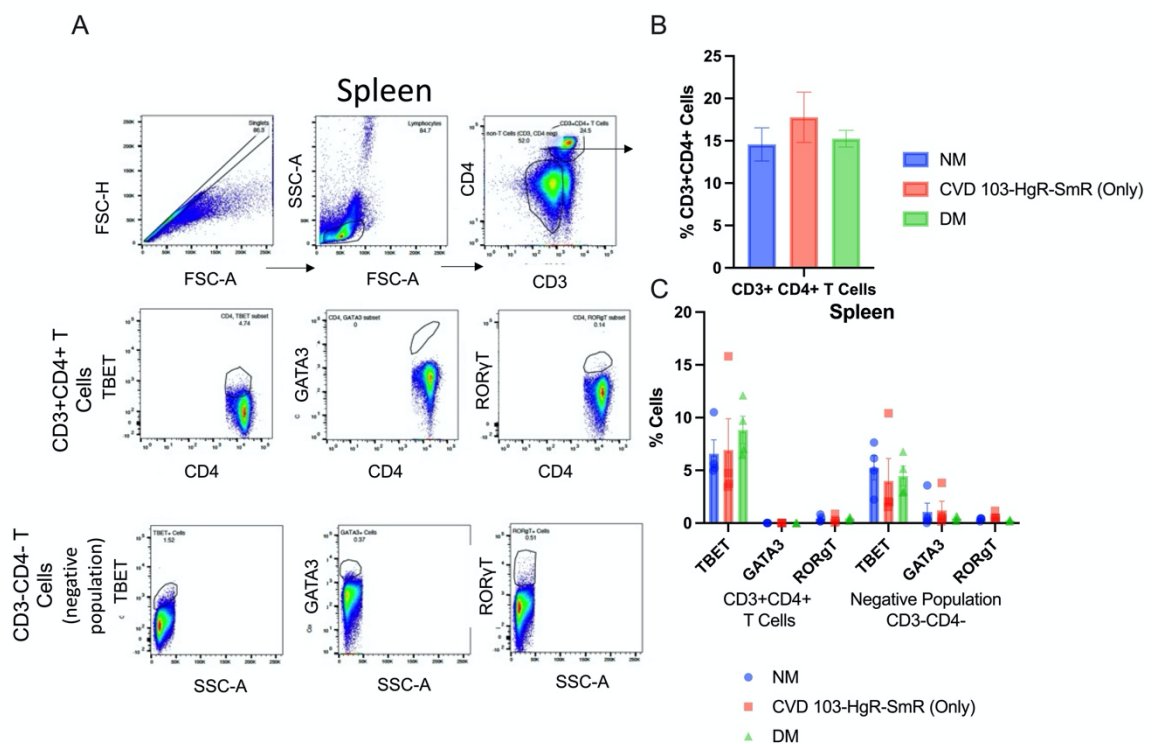 A
Spleen
Singlets
86.5
FSC-H
FSC-A
Lymphocytes
84.7
SSC-A
FSC-A
CD3+CD4+ T Cells
24.5
non-T Cells (CD3, CD4 neg)
52.0
CD4
CD3
CD3+CD4+ T
Cells
TBET
CD4, TBET subset
4.74
CD4
GATA3
CD4, GATA3 subset
0
CD4
RORγT
CD4, RORgT subset
0.14
CD4
CD3-CD4- T
Cells
(negative
population)
TBET
TBET+ Cells
1.52
SSC-A
GATA3
GATA3+ Cells
0.37
SSC-A
RORγT
RORgT+ Cells
0.51
SSC-A
B
% CD3+CD4+ Cells
25
20
15
10
5
0
CD3+ CD4+ T Cells
NM
CVD 103-HgR-SmR (Only)
DM
C
Spleen
% Cells
20
15
10
5
0
TBET
GATA3
RORgT
TBET
GATA3
RORgT
CD3+CD4+
T Cells
Negative Population
CD3-CD4-
NM
CVD 103-HgR-SmR (Only)
DM